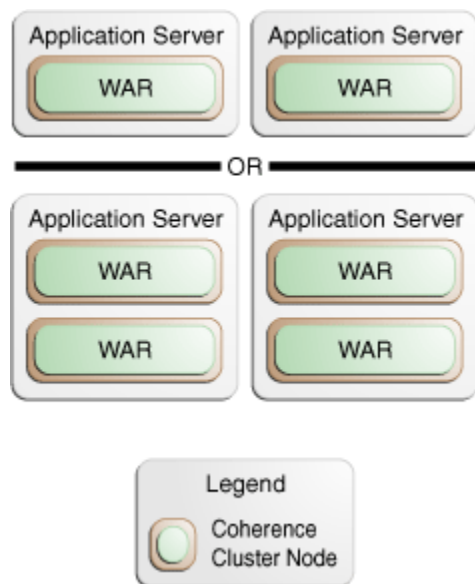 Application Server Application Server
WAR WAR
OR
Application Server Application Server
WAR WAR
WAR WAR
Legend
Coherence
Cluster Node